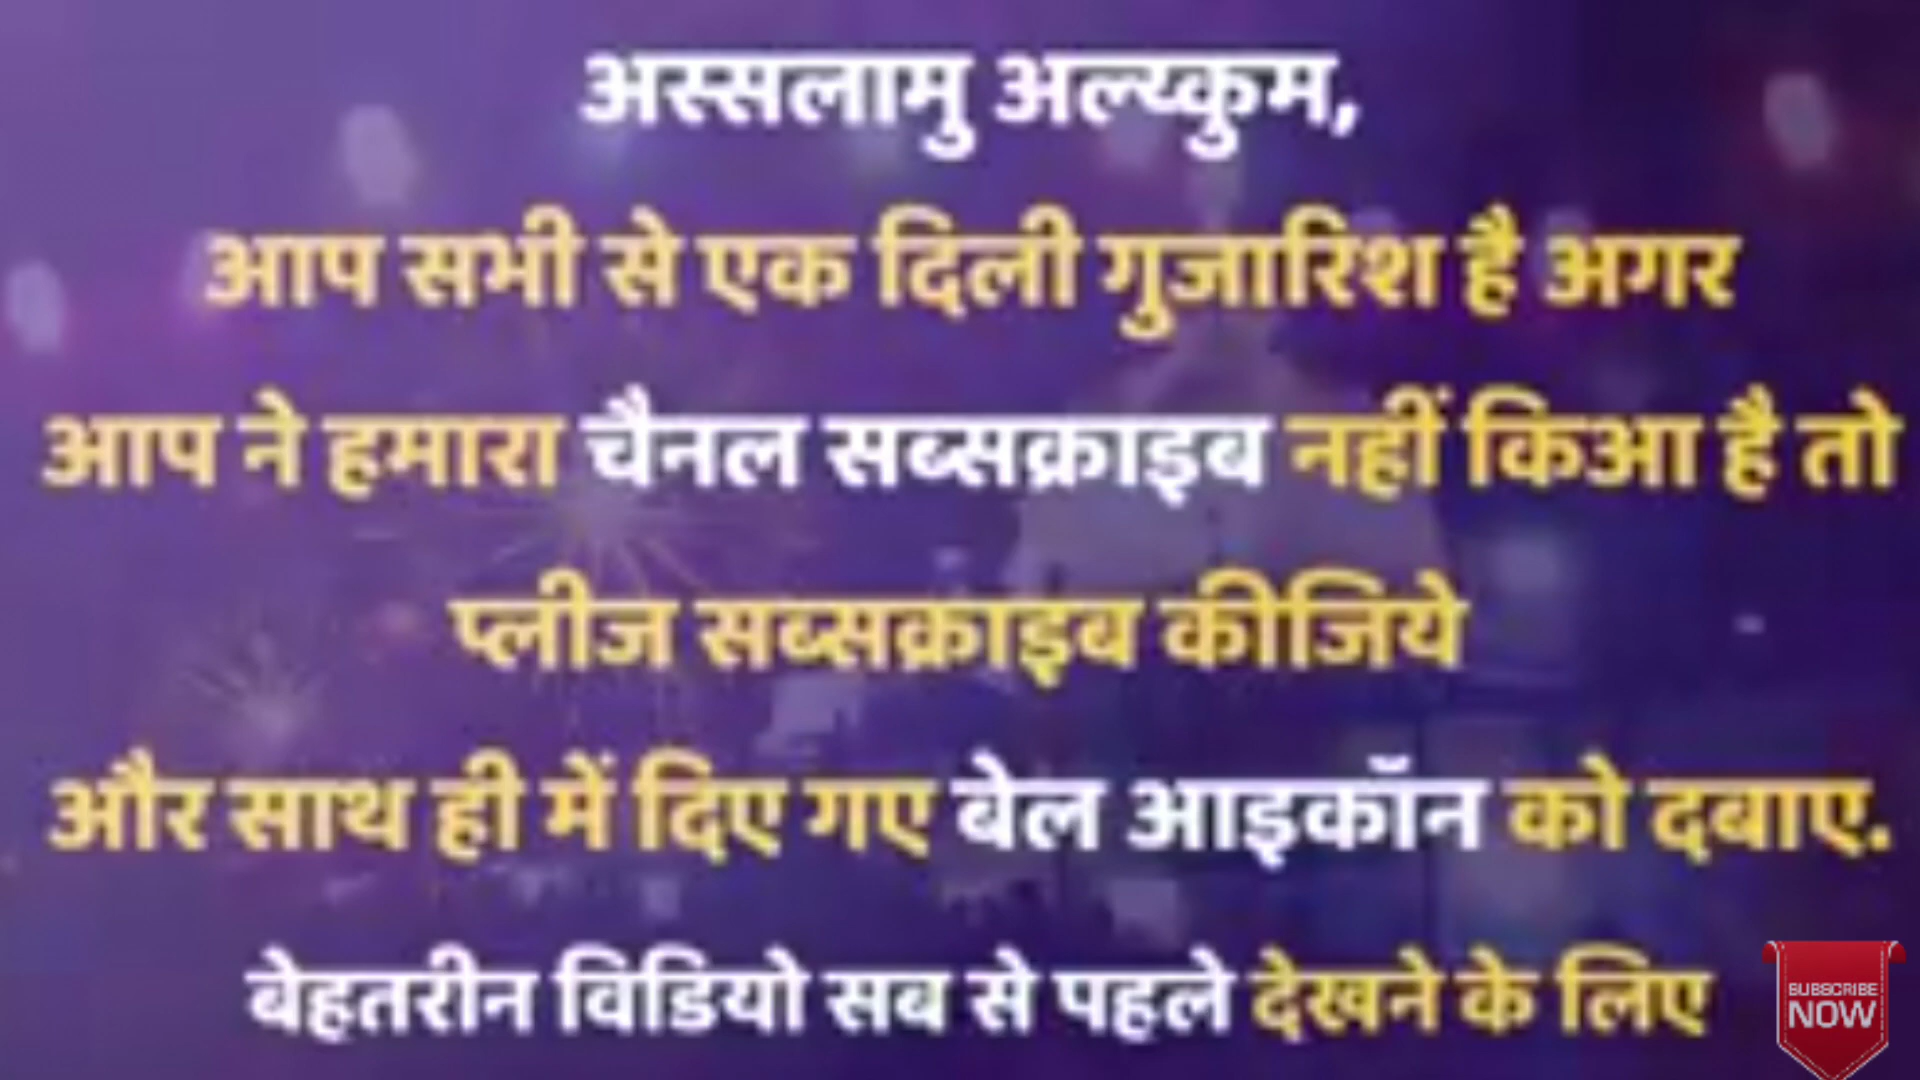 अस्सलामु अल्य्कुम,
आप सभी से एक दिली गुजारिश है अगर
आप ने हमारा चैनल सब्सक्राइब नहीं किआ है तो
प्लीज सब्सक्राइब कीजिये
और साथ ही में दिए गए बेल आइकॉन को दबाए.
बेहतरीन विडियो सब से पहले देखने के लिए
SUBSCRIBE
NOW